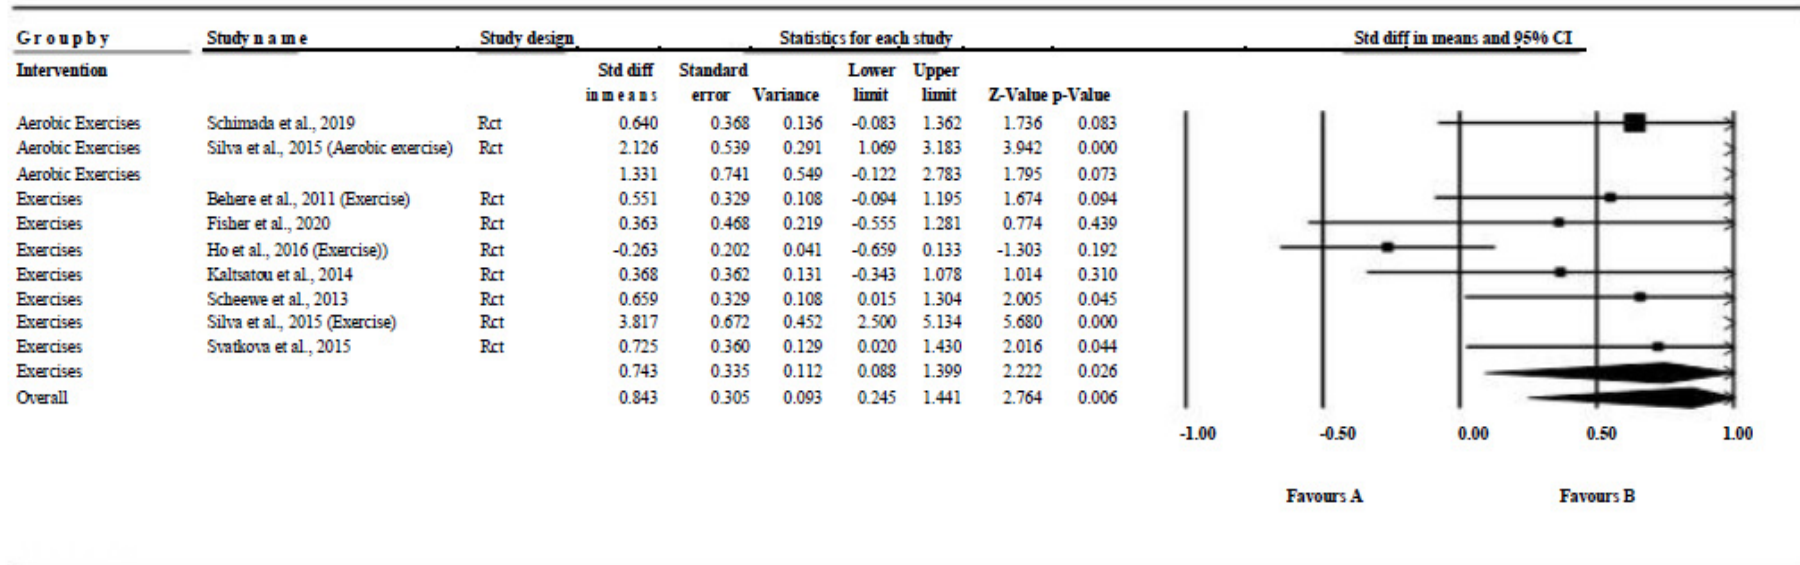 Group by Study name Study design Statistics for each study Std diff in means and 95% CI
Intervention Std diff Standard Lower Upper
in means error Variance limit limit Z-Value p-Value
Aerobic Exercises Schimada et al., 2019 Rct 0.640 0.368 0.136 -0.083 1.362 1.736 0.083
Aerobic Exercises Silva et al., 2015 (Aerobic exercise) Rct 2.126 0.539 0.291 1.069 3.183 3.942 0.000
Aerobic Exercises 1.331 0.741 0.549 -0.122 2.783 1.795 0.073
Exercises Behere et al., 2011 (Exercise) Rct 0.551 0.329 0.108 -0.094 1.195 1.674 0.094
Exercises Fisher et al., 2020 Rct 0.363 0.468 0.219 -0.555 1.281 0.774 0.439
Exercises Ho et al., 2016 (Exercise)) Rct -0.263 0.202 0.041 -0.659 0.133 -1.303 0.192
Exercises Kaltsatou et al., 2014 Rct 0.368 0.362 0.131 -0.343 1.078 1.014 0.310
Exercises Scheewe et al., 2013 Rct 0.659 0.329 0.108 0.015 1.304 2.005 0.045
Exercises Silva et al., 2015 (Exercise) Rct 3.817 0.672 0.452 2.500 5.134 5.680 0.000
Exercises Svatkova et al., 2015 Rct 0.725 0.360 0.129 0.020 1.430 2.016 0.044
Exercises 0.743 0.335 0.112 0.088 1.399 2.222 0.026
Overall 0.843 0.305 0.093 0.245 1.441 2.764 0.006
-1.00 -0.50 0.00 0.50 1.00
Favours A Favours B